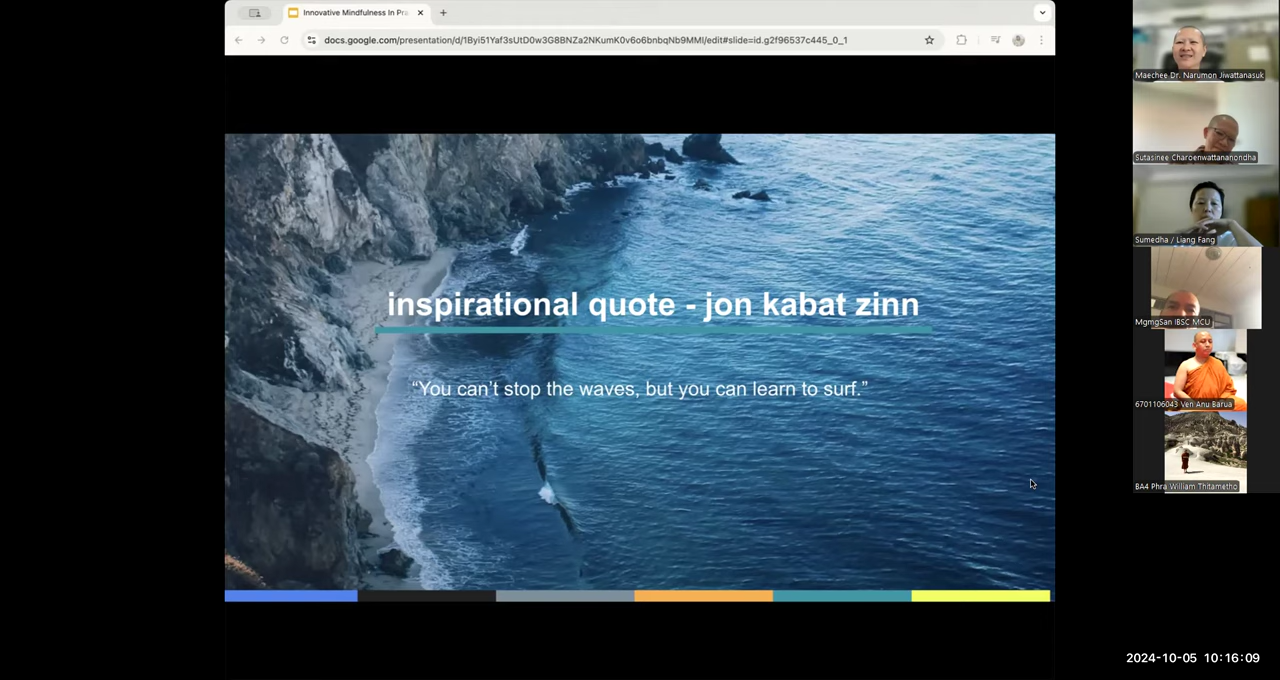 Innovative Mindfulness In Pra
docs.google.com/presentation/d/1Byi51Yaf3sUtD0w3G8BNZa2NKumK0v6o6bnbqNb9MMI/edit#slide=id.g2f96537c445_0_1
inspirational quote - jon kabat zinn
“You can’t stop the waves, but you can learn to surf.”
Maechee Dr. Narumon Jiwattanasuk
Sutasinee Charoenwattananondha
Sumedha / Liang Fang
MgmgSan IBSC MCU
6701106043 Ven Anu Barua
BA4 Phra William Thitametho
2024-10-05 10:16:09